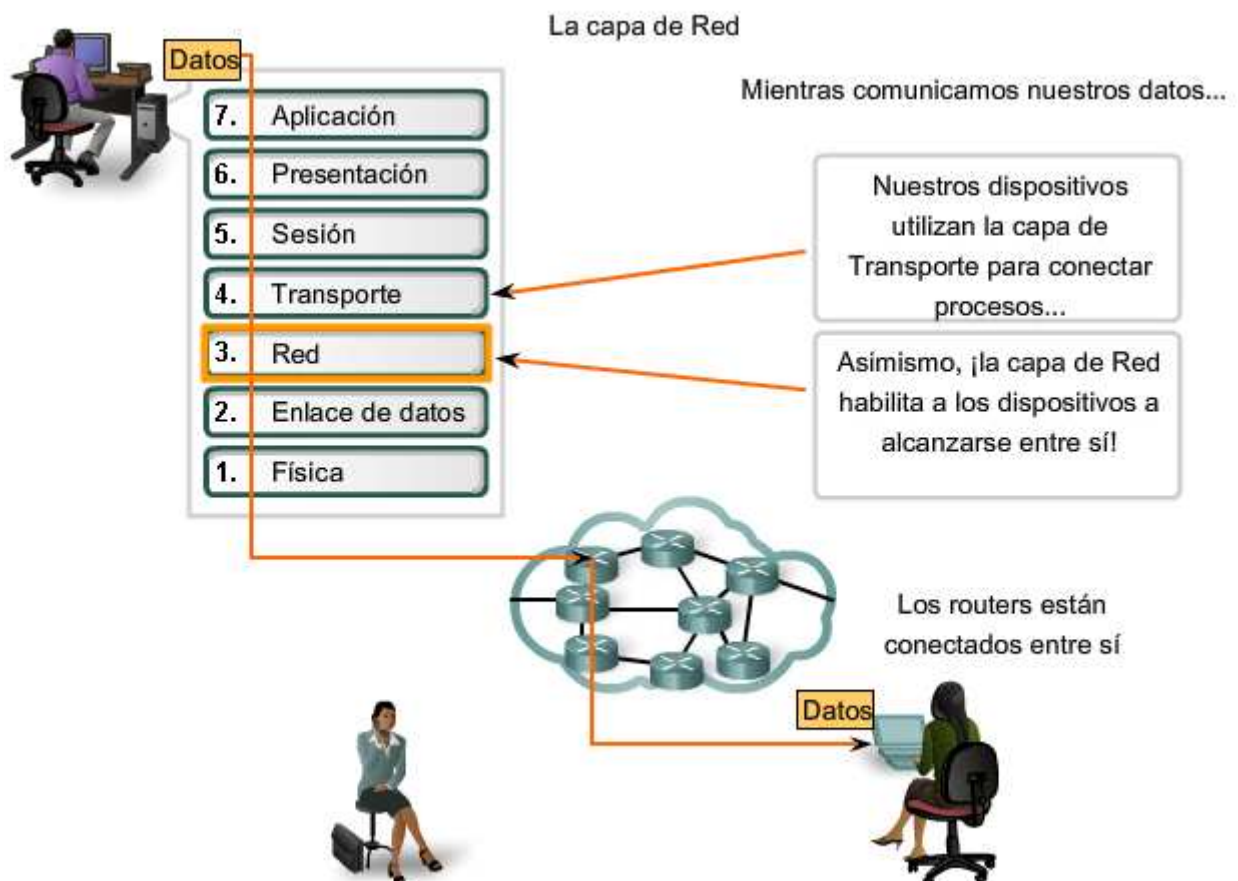 La capa de Red
Datos
Mientras comunicamos nuestros datos...
7. Aplicación
6. Presentación
5. Sesión
4. Transporte
3. Red
2. Enlace de datos
1. Física
Nuestros dispositivos
utilizan la capa de
Transporte para conectar
procesos...
Asimismo, ¡la capa de Red
habilita a los dispositivos a
alcanzarse entre sí!
Los routers están
conectados entre sí
Datos